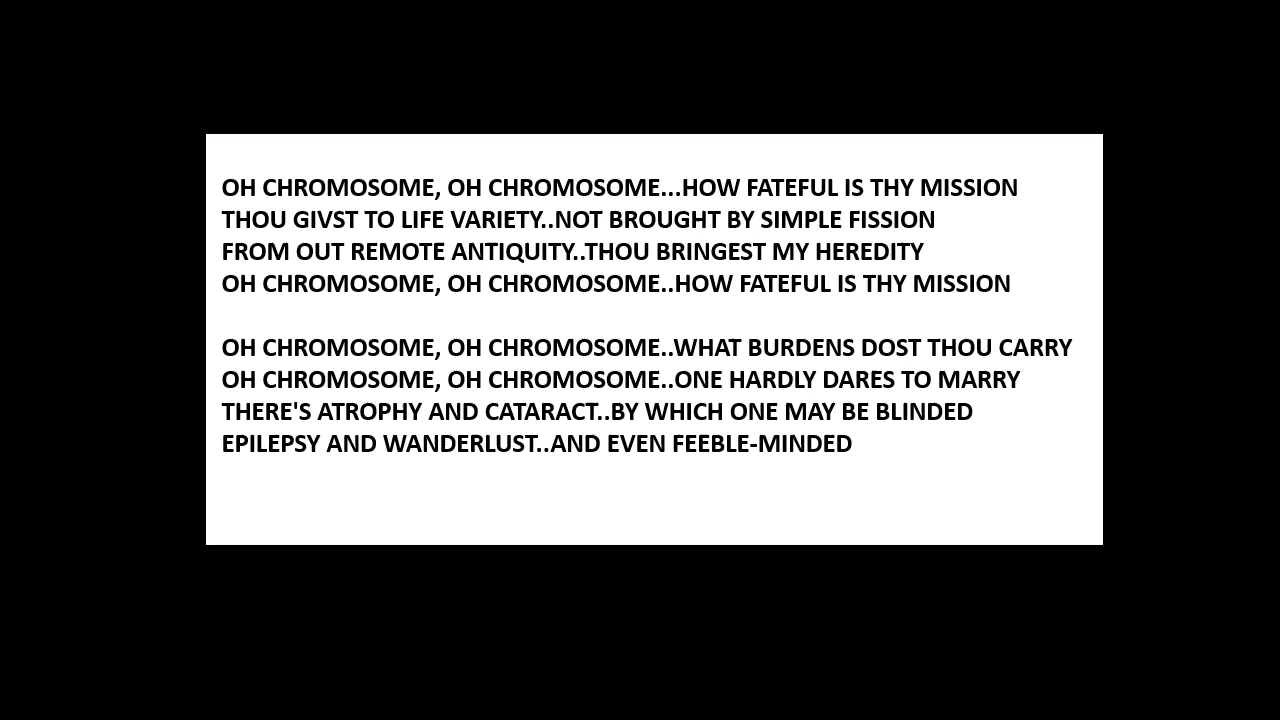 OH CHROMOSOME, OH CHROMOSOME...HOW FATEFUL IS THY MISSION
THOU GIVST TO LIFE VARIETY..NOT BROUGHT BY SIMPLE FISSION
FROM OUT REMOTE ANTIQUITY..THOU BRINGEST MY HEREDITY
OH CHROMOSOME, OH CHROMOSOME..HOW FATEFUL IS THY MISSION

OH CHROMOSOME, OH CHROMOSOME..WHAT BURDENS DOST THOU CARRY
OH CHROMOSOME, OH CHROMOSOME..ONE HARDLY DARES TO MARRY
THERE'S ATROPHY AND CATARACT..BY WHICH ONE MAY BE BLINDED
EPILEPSY AND WANDERLUST..AND EVEN FEEBLE-MINDED